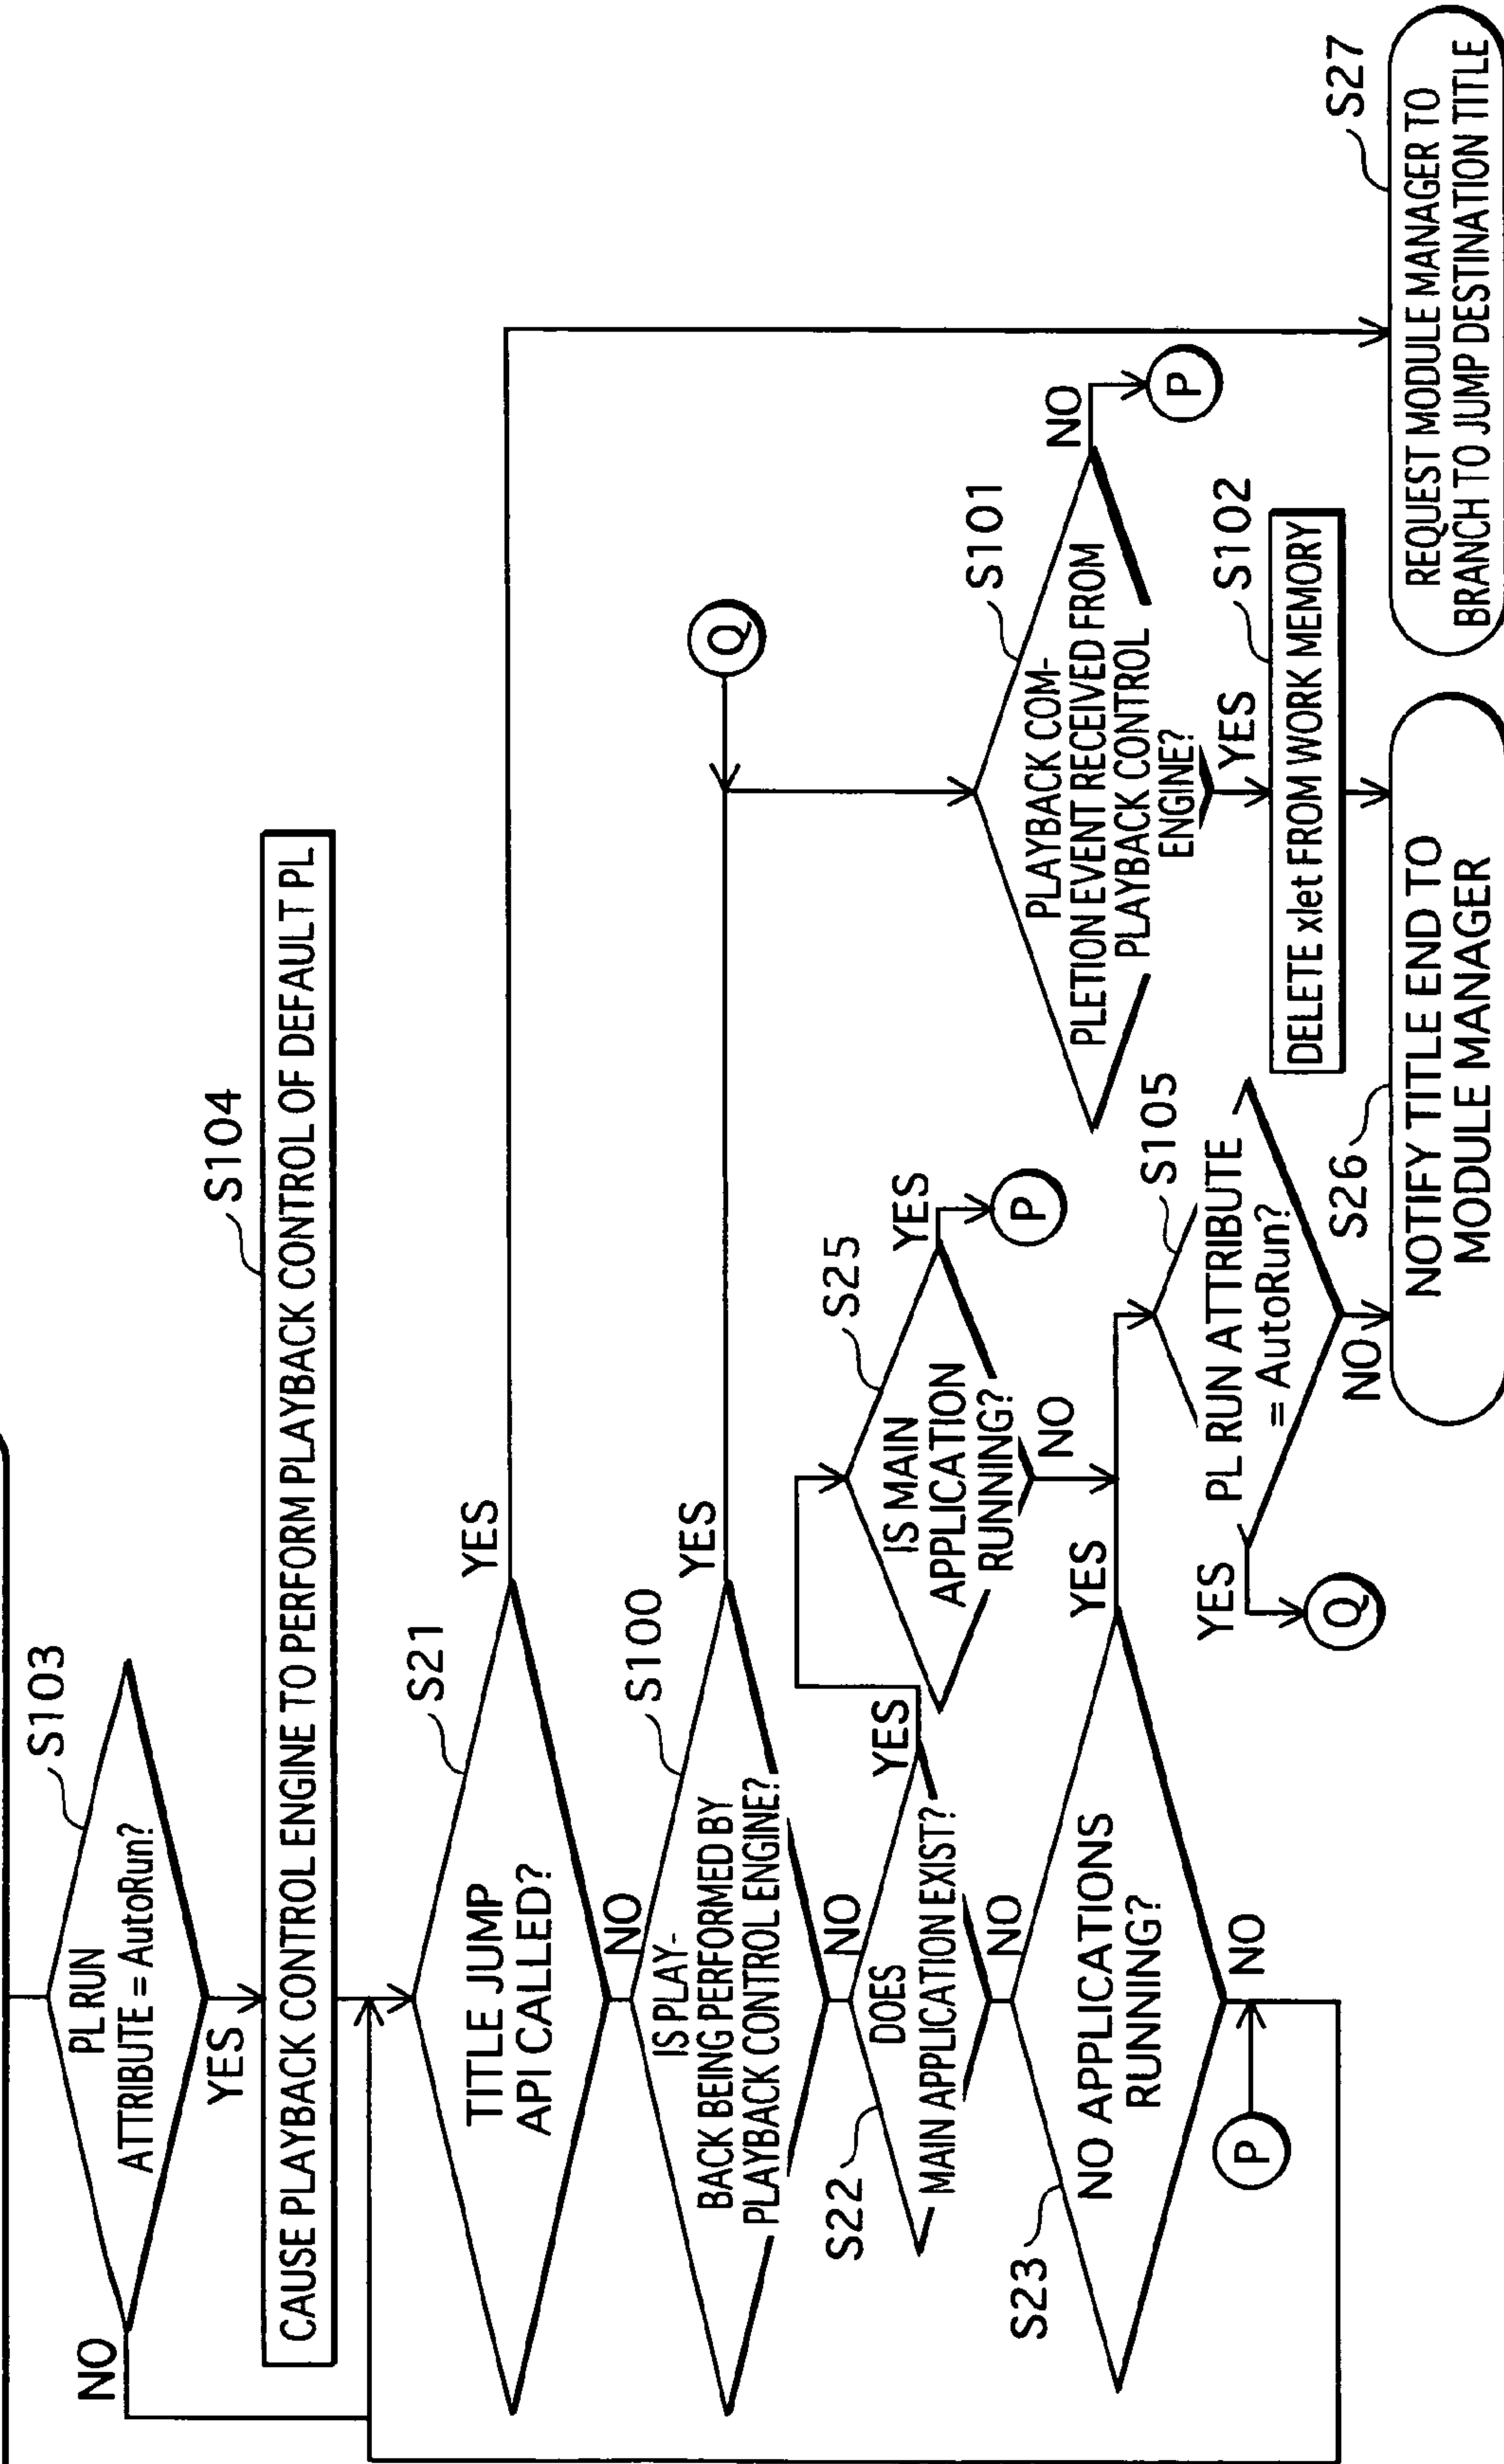 S103
PL RUN
ATTRIBUTE = AutoRun?
NO
YES
S104
CAUSE PLAYBACK CONTROL ENGINE TO PERFORM PLAYBACK CONTROL OF DEFAULT PL
S21
TITLE JUMP
API CALLED?
YES
NO
S100
IS PLAY-
BACK BEING PERFORMED BY
PLAYBACK CONTROL ENGINE?
YES
NO
Q
S22
DOES
MAIN APPLICATION EXIST?
YES
NO
S25
IS MAIN
APPLICATION
RUNNING?
YES
P
NO
S23
NO APPLICATIONS
RUNNING?
YES
NO
P
S101
PLAYBACK COM-
PLETION EVENT RECEIVED FROM
PLAYBACK CONTROL
ENGINE?
NO
P
YES
S102
DELETE xlet FROM WORK MEMORY
S105
PL RUN ATTRIBUTE
= AutoRun?
YES
Q
NO
S26
NOTIFY TITLE END TO
MODULE MANAGER
S27
REQUEST MODULE MANAGER TO
BRANCH TO JUMP DESTINATION TITLE